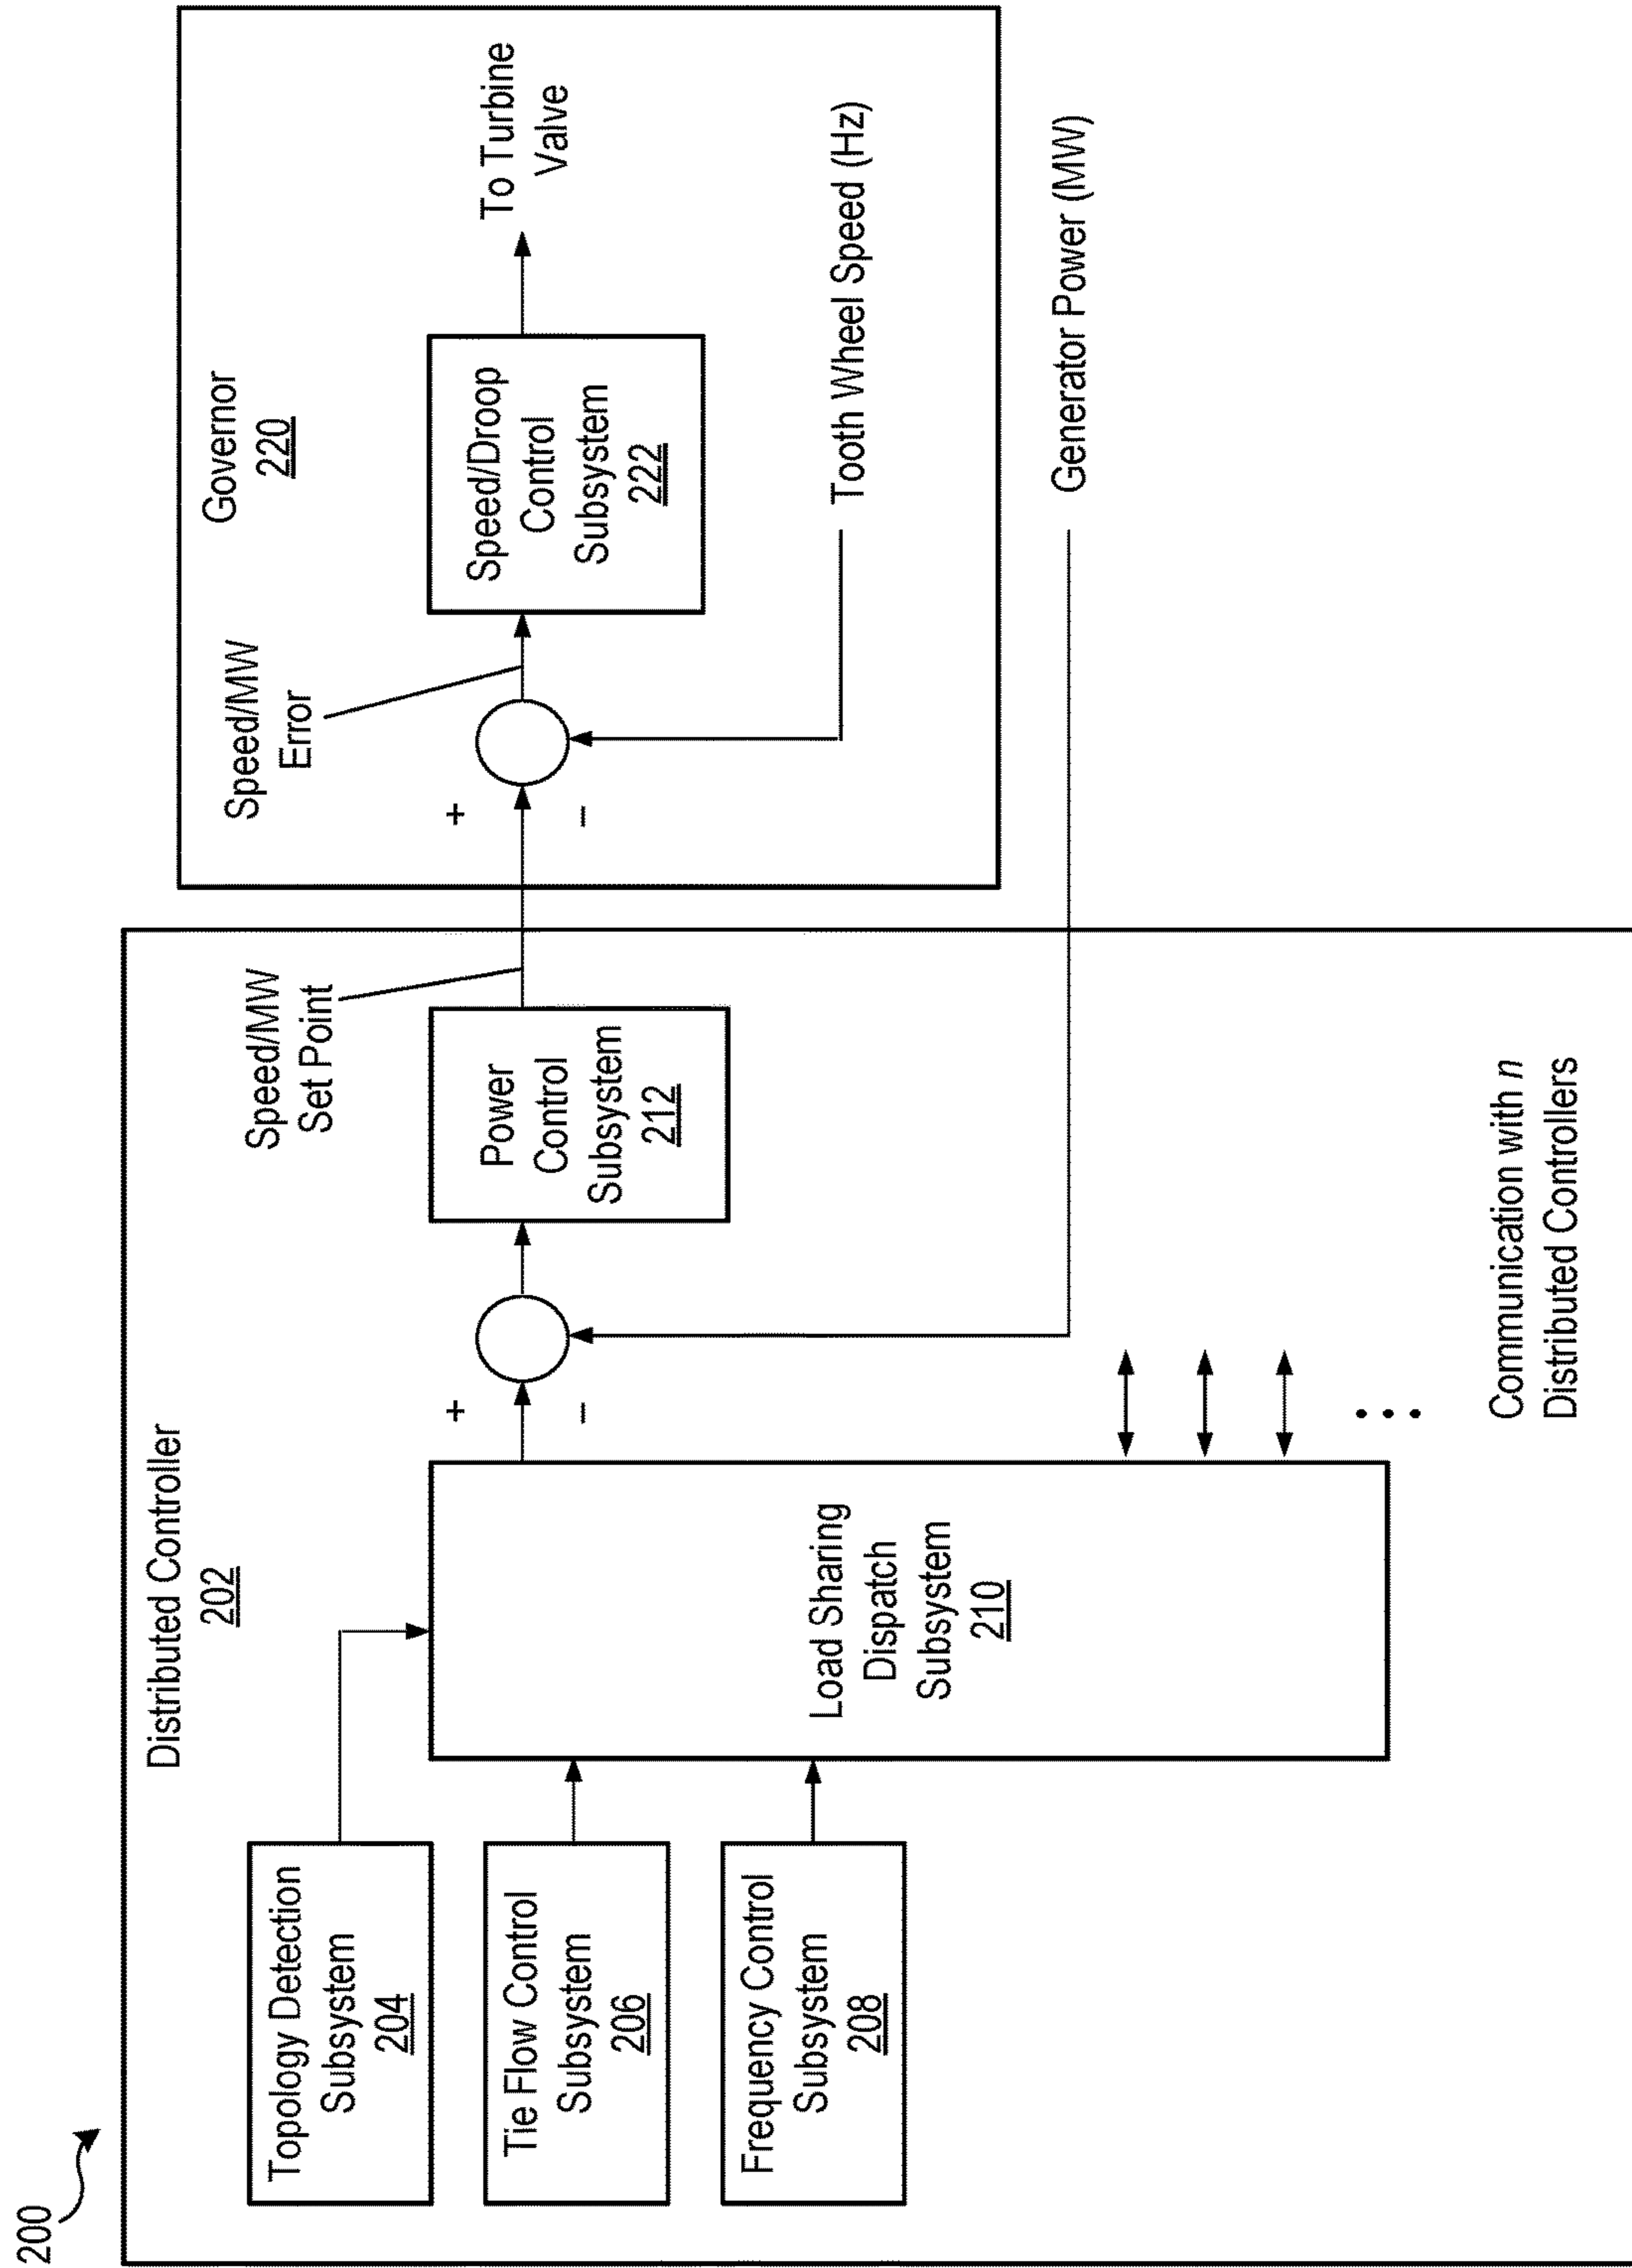 200
Distributed Controller
202
Topology Detection
Subsystem
204
Tie Flow Control
Subsystem
206
Frequency Control
Subsystem
208
Load Sharing
Dispatch
Subsystem
210
+
−
Power
Control
Subsystem
212
Speed/MW
Set Point
Communication with n
Distributed Controllers
Governor
220
Speed/MW
Error
+
−
Speed/Droop
Control
Subsystem
222
To Turbine
Valve
Tooth Wheel Speed (Hz)
Generator Power (MW)